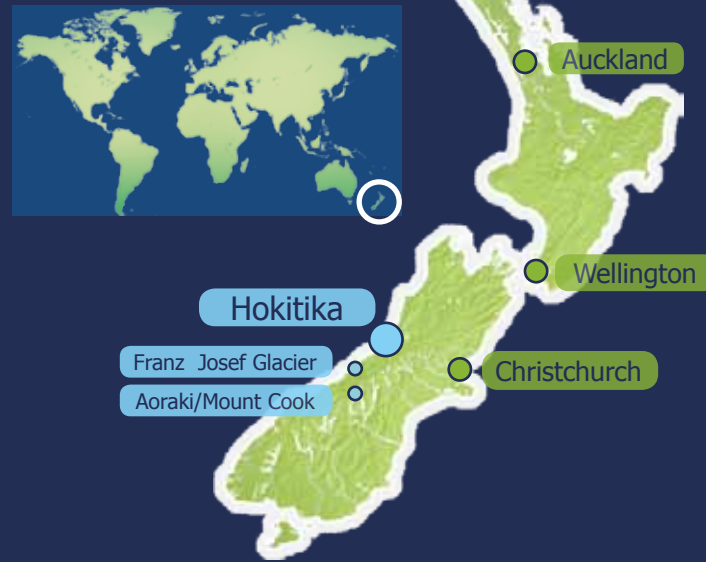 Auckland
Wellington
Hokitika
Franz Josef Glacier
Christchurch
Aoraki/Mount Cook